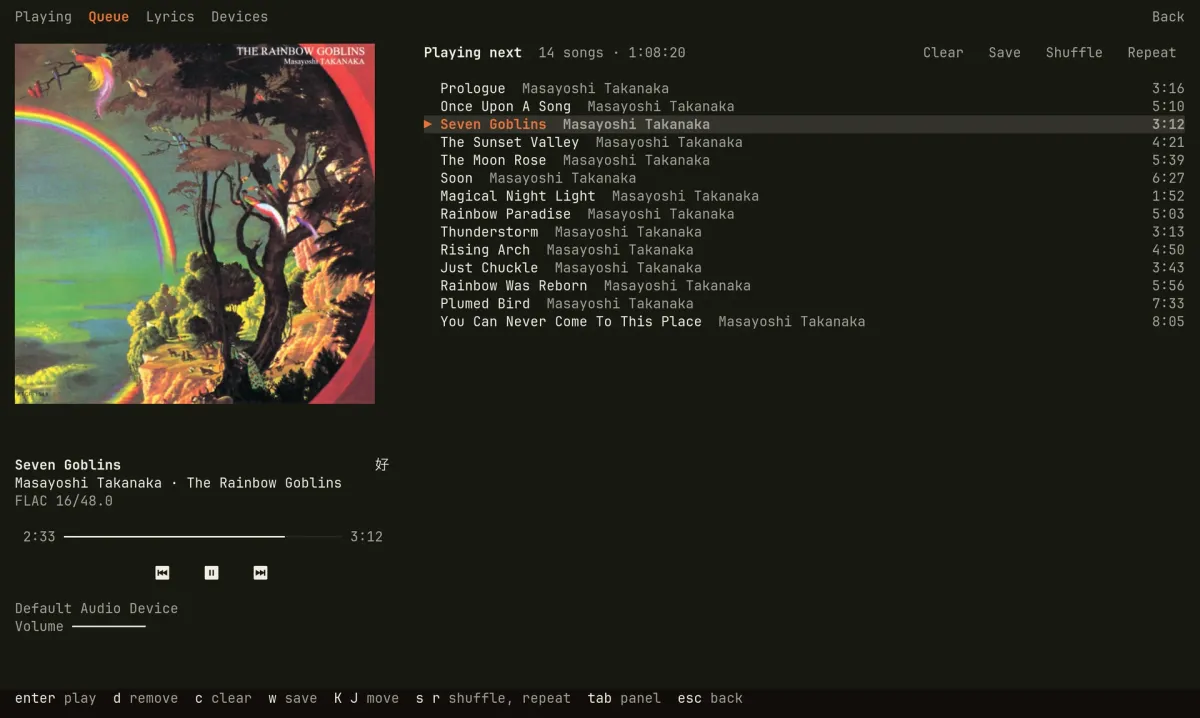 Playing Queue Lyrics Devices Back
THE RAINBOW GOBLINS
Masayoshi TAKANAKA
Playing next 14 songs · 1:08:20 Clear Save Shuffle Repeat
Prologue Masayoshi Takanaka 3:16
Once Upon A Song Masayoshi Takanaka 5:10
▶ Seven Goblins Masayoshi Takanaka 3:12
The Sunset Valley Masayoshi Takanaka 4:21
The Moon Rose Masayoshi Takanaka 5:39
Soon Masayoshi Takanaka 6:27
Magical Night Light Masayoshi Takanaka 1:52
Rainbow Paradise Masayoshi Takanaka 5:03
Thunderstorm Masayoshi Takanaka 3:13
Rising Arch Masayoshi Takanaka 4:50
Just Chuckle Masayoshi Takanaka 3:43
Rainbow Was Reborn Masayoshi Takanaka 5:56
Plumed Bird Masayoshi Takanaka 7:33
You Can Never Come To This Place Masayoshi Takanaka 8:05
Seven Goblins 好
Masayoshi Takanaka · The Rainbow Goblins
FLAC 16/48.0
2:33 3:12
Default Audio Device
Volume
enter play d remove c clear w save K J move s r shuffle, repeat tab panel esc back